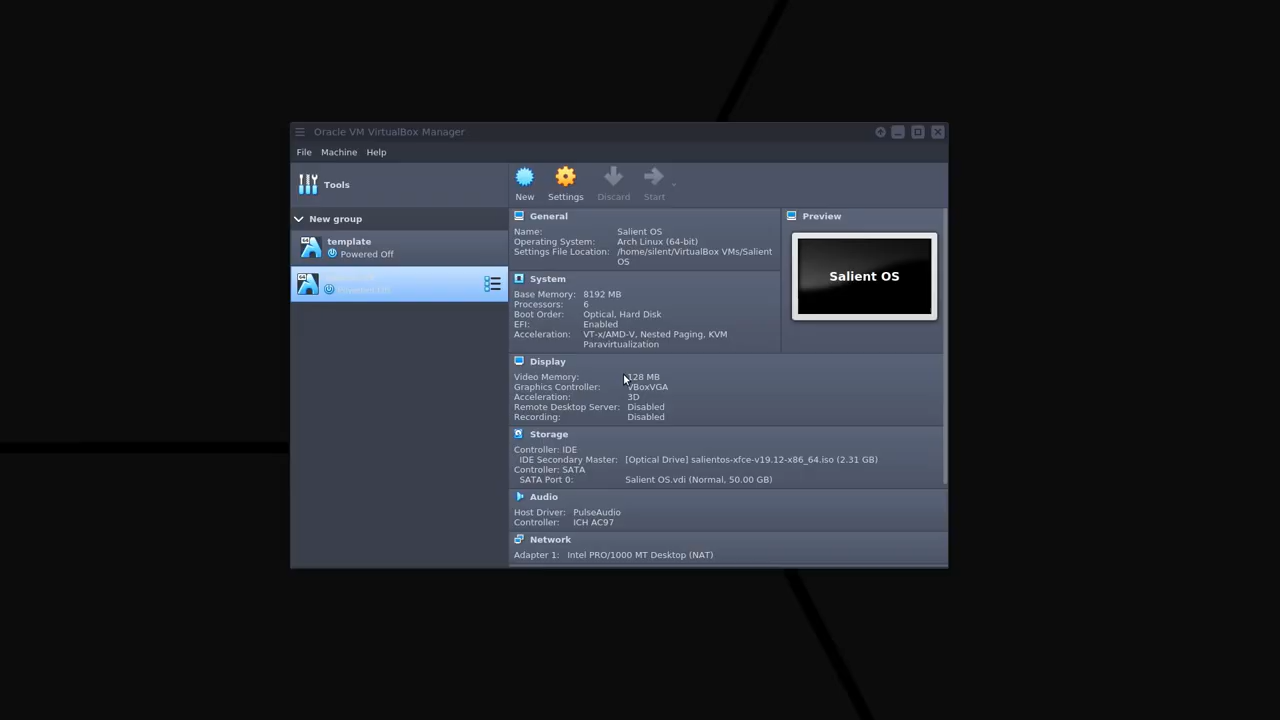 Oracle VM VirtualBox Manager
File Machine Help
Tools
New Settings Discard Start
New group
template
Powered Off
General
Name: Salient OS
Operating System: Arch Linux (64-bit)
Settings File Location: /home/silent/VirtualBox VMs/Salient
OS
Preview
Salient OS
System
Base Memory: 8192 MB
Processors: 6
Boot Order: Optical, Hard Disk
EFI: Enabled
Acceleration: VT-x/AMD-V, Nested Paging, KVM
Paravirtualization
Display
Video Memory: 128 MB
Graphics Controller: VBoxVGA
Acceleration: 3D
Remote Desktop Server: Disabled
Recording: Disabled
Storage
Controller: IDE
IDE Secondary Master: [Optical Drive] salientos-xfce-v19.12-x86_64.iso (2.31 GB)
Controller: SATA
SATA Port 0: Salient OS.vdi (Normal, 50.00 GB)
Audio
Host Driver: PulseAudio
Controller: ICH AC97
Network
Adapter 1: Intel PRO/1000 MT Desktop (NAT)